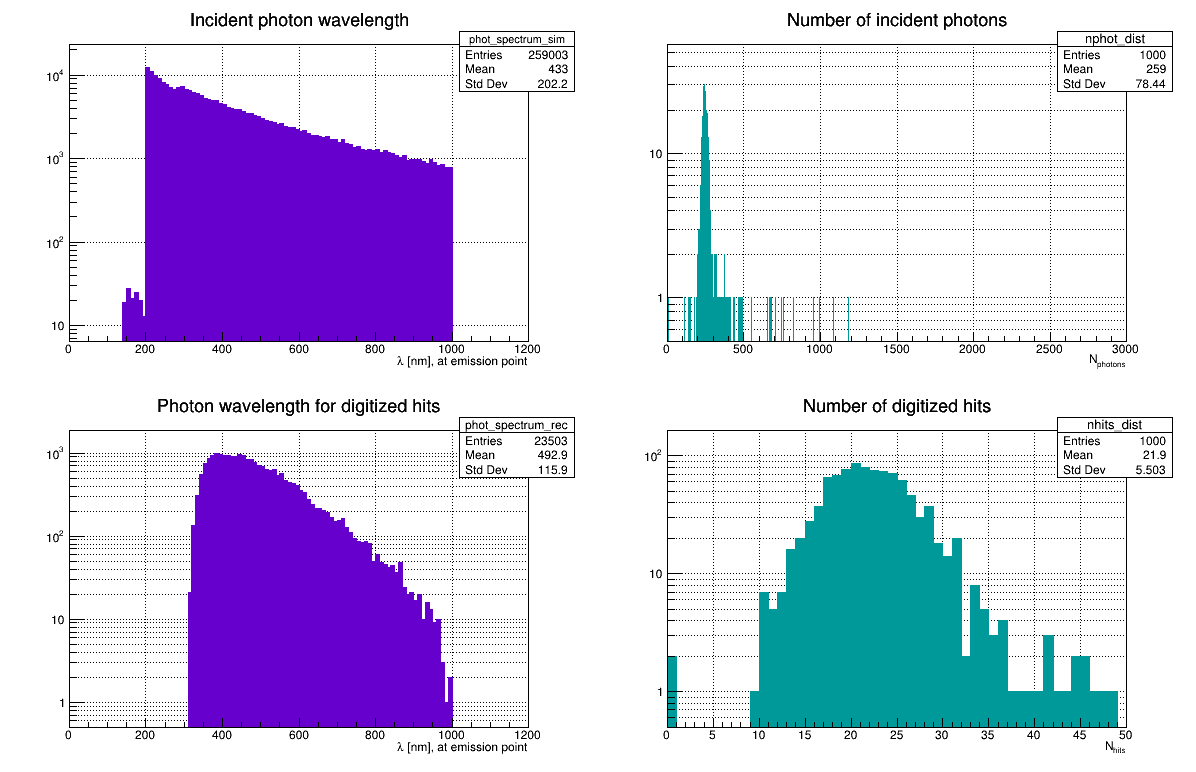 Incident photon wavelength
phot_spectrum_sim
Entries 259003
Mean 433
Std Dev 202.2
10⁴
10³
10²
10
0 200 400 600 800 1000 1200
λ [nm], at emission point
Number of incident photons
nphot_dist
Entries 1000
Mean 259
Std Dev 78.44
10
1
0 500 1000 1500 2000 2500 3000
N_photons
Photon wavelength for digitized hits
phot_spectrum_rec
Entries 23503
Mean 492.9
Std Dev 115.9
10³
10²
10
1
0 200 400 600 800 1000 1200
λ [nm], at emission point
Number of digitized hits
nhits_dist
Entries 1000
Mean 21.9
Std Dev 5.503
10²
10
1
0 5 10 15 20 25 30 35 40 45 50
N_hits